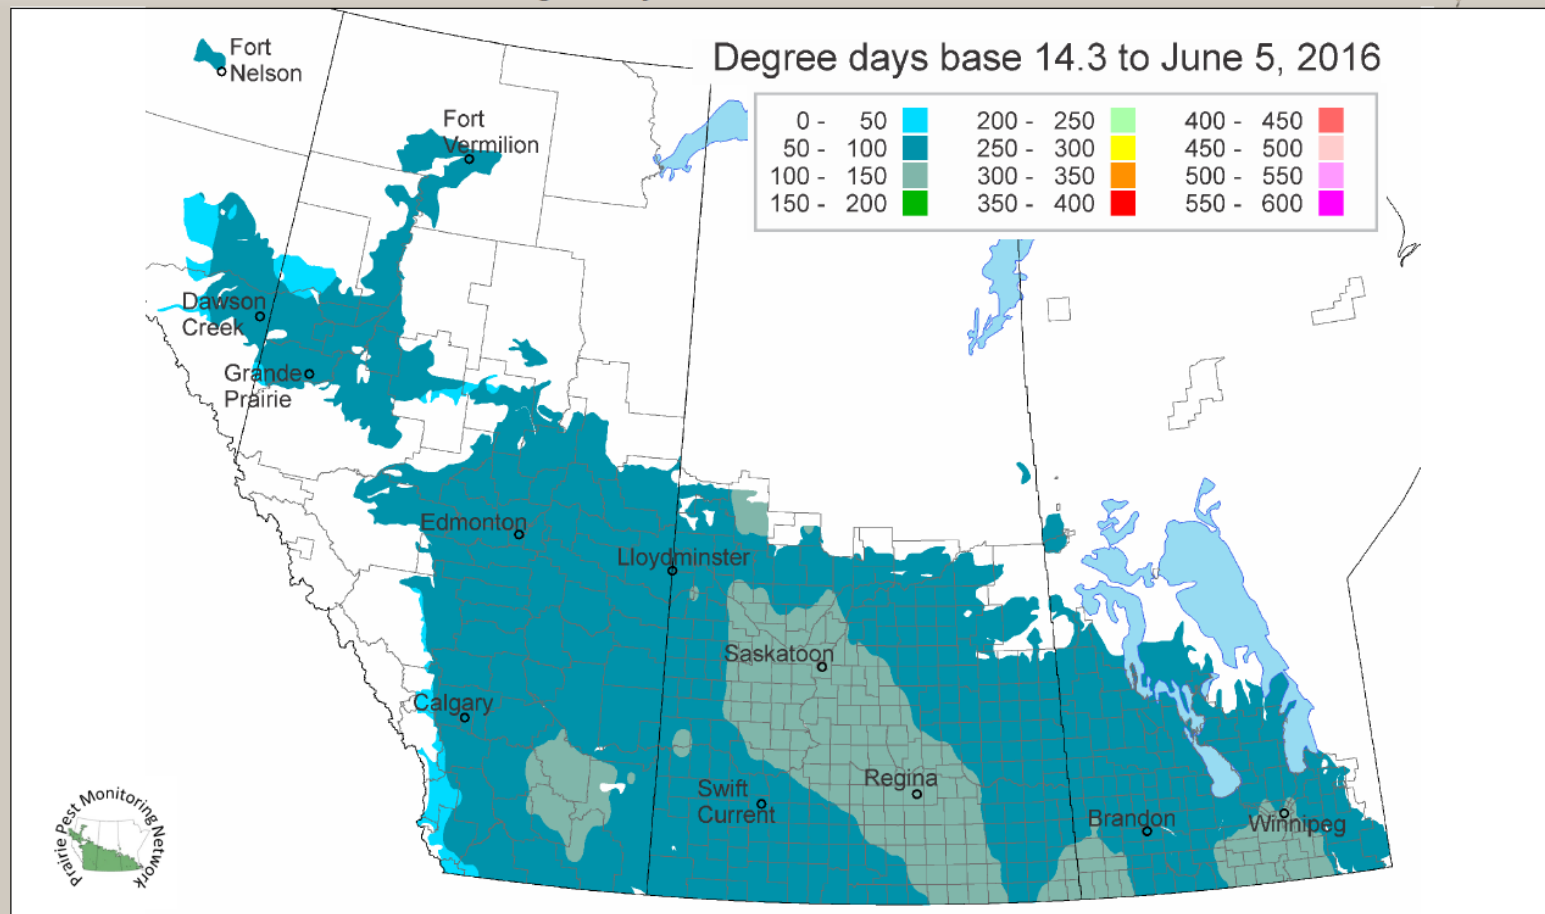 Degree days base 14.3 to June 5, 2016
0 - 50
50 - 100
100 - 150
150 - 200
200 - 250
250 - 300
300 - 350
350 - 400
400 - 450
450 - 500
500 - 550
550 - 600
Fort
Nelson
Fort
Vermilion
Dawson
Creek
Grande
Prairie
Edmonton
Lloydminster
Saskatoon
Calgary
Swift
Current
Regina
Brandon
Winnipeg
Prairie Pest Monitoring Network